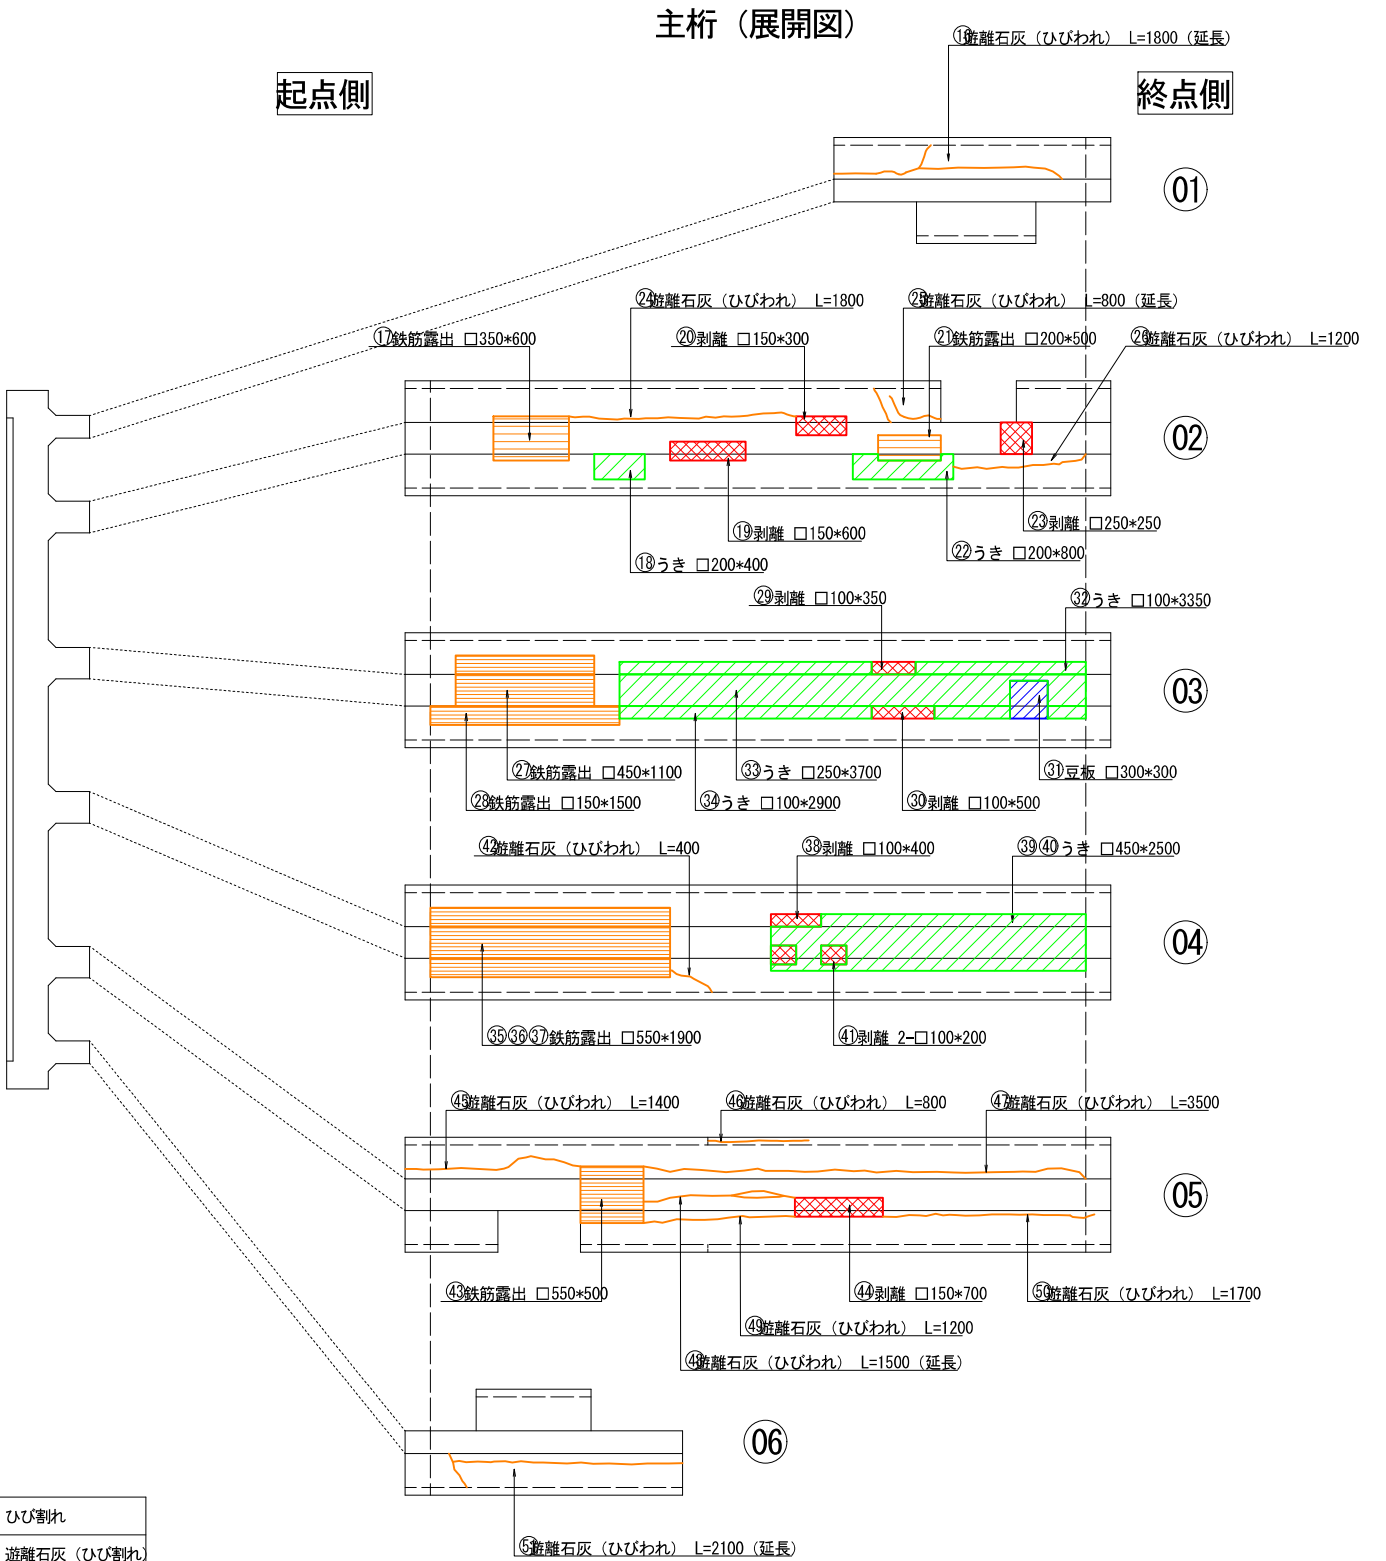 主桁（展開図）
⑯遊離石灰（ひびわれ） L=1800（延長）
起点側
終点側
01
㉔遊離石灰（ひびわれ） L=1800
㉕遊離石灰（ひびわれ） L=800（延長）
⑰鉄筋露出 □350*600
⑳剥離 □150*300
㉑鉄筋露出 □200*500
㉖遊離石灰（ひびわれ） L=1200
02
⑲剥離 □150*600
㉓剥離 □250*250
⑱うき □200*400
㉒うき □200*800
㉙剥離 □100*350
㉜うき □100*3350
03
㉗鉄筋露出 □450*1100
㉝うき □250*3700
㉛豆板 □300*300
㉘鉄筋露出 □150*1500
㉞うき □100*2900
㉚剥離 □100*500
㊷遊離石灰（ひびわれ） L=400
㊳剥離 □100*400
㊴㊵うき □450*2500
04
㉟㊱㊲鉄筋露出 □550*1900
㊶剥離 2-□100*200
㊺遊離石灰（ひびわれ） L=1400
㊻遊離石灰（ひびわれ） L=800
㊼遊離石灰（ひびわれ） L=3500
05
㊸鉄筋露出 □550*500
㊹剥離 □150*700
㊿遊離石灰（ひびわれ） L=1700
㊾遊離石灰（ひびわれ） L=1200
㊽遊離石灰（ひびわれ） L=1500（延長）
06
ひび割れ
遊離石灰（ひび割れ）
51遊離石灰（ひびわれ） L=2100（延長）